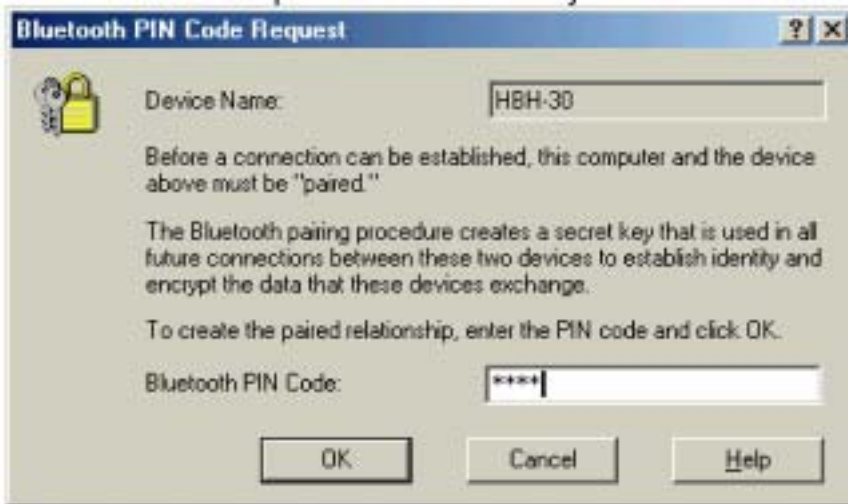 Bluetooth PIN Code Request
Device Name: HBH-30
Before a connection can be established, this computer and the device
above must be "paired."
The Bluetooth pairing procedure creates a secret key that is used in all
future connections between these two devices to establish identity and
encrypt the data that these devices exchange.
To create the paired relationship, enter the PIN code and click OK.
Bluetooth PIN Code: ****
OK Cancel Help